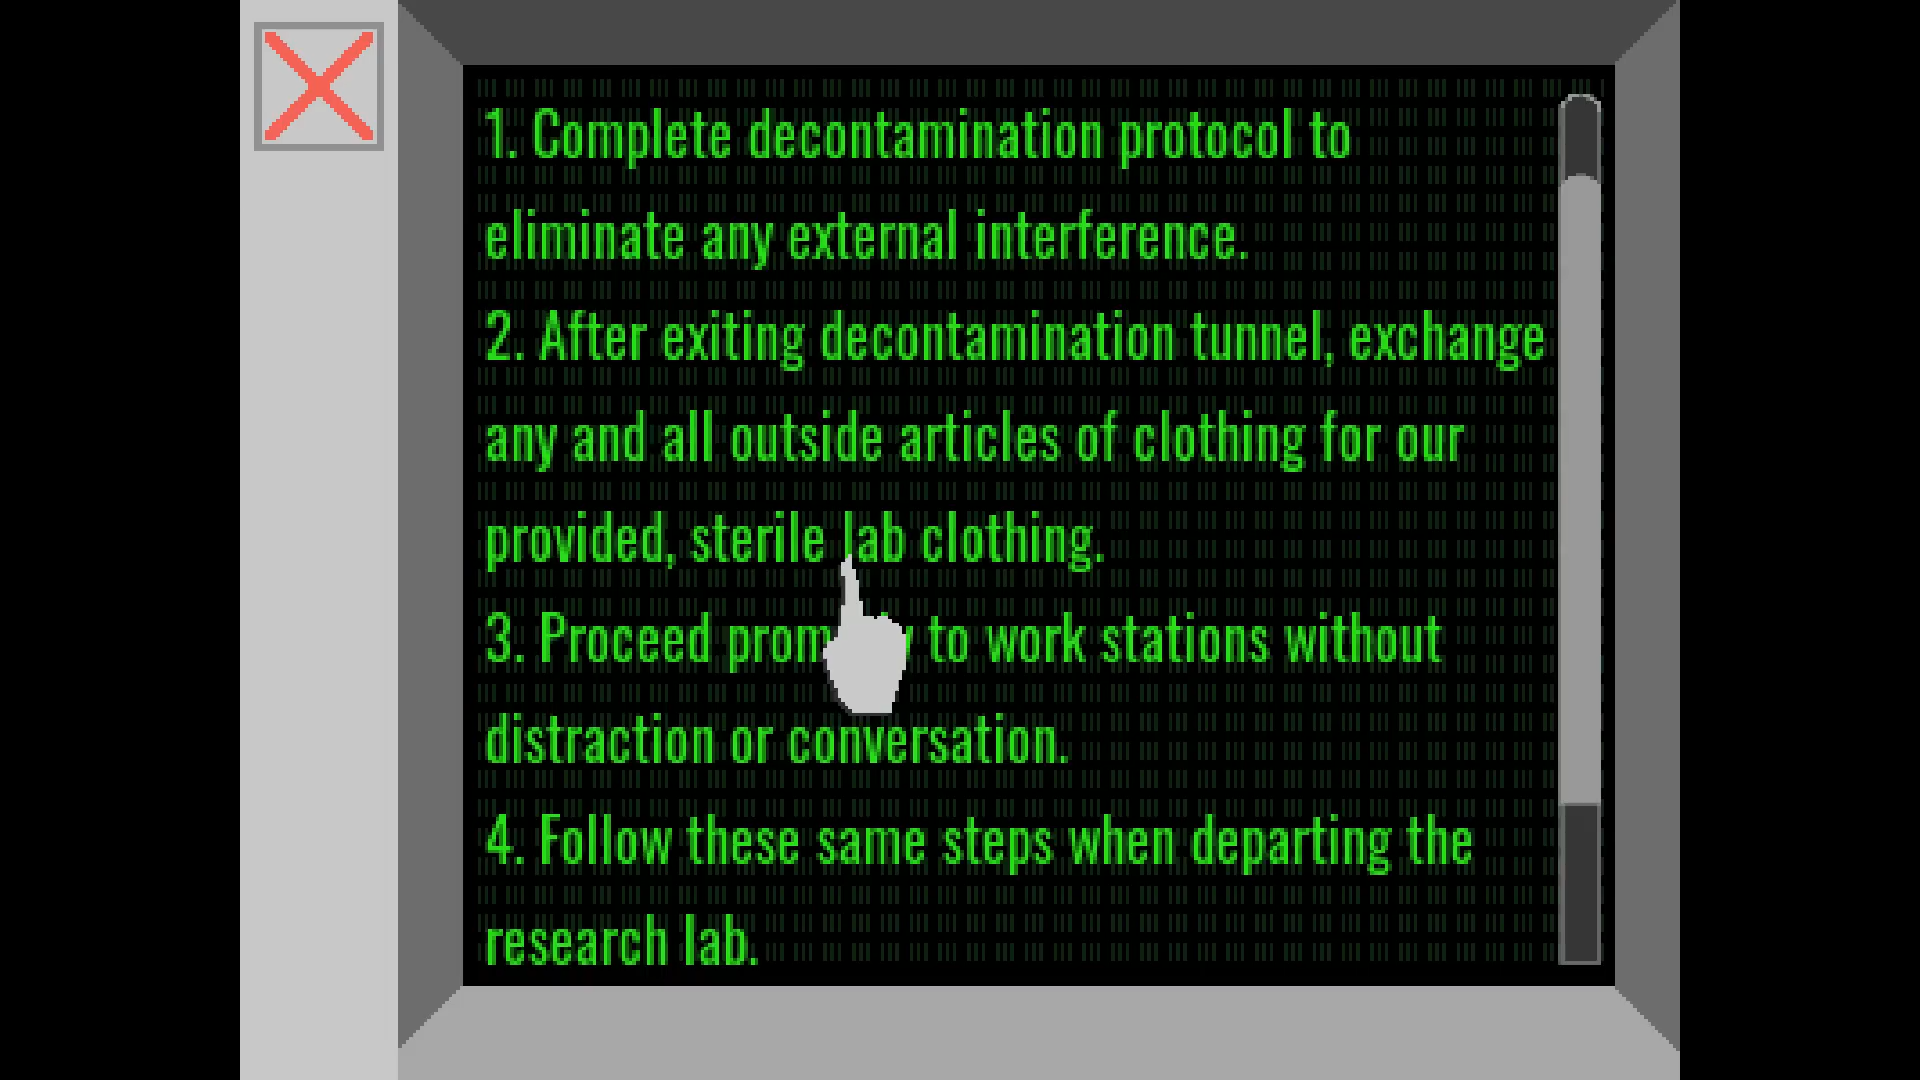 1. Complete decontamination protocol to
eliminate any external interference.
2. After exiting decontamination tunnel, exchange
any and all outside articles of clothing for our
provided, sterile lab clothing.
3. Proceed to work stations without
distraction or conversation.
4. Follow these same steps when departing the
research lab.